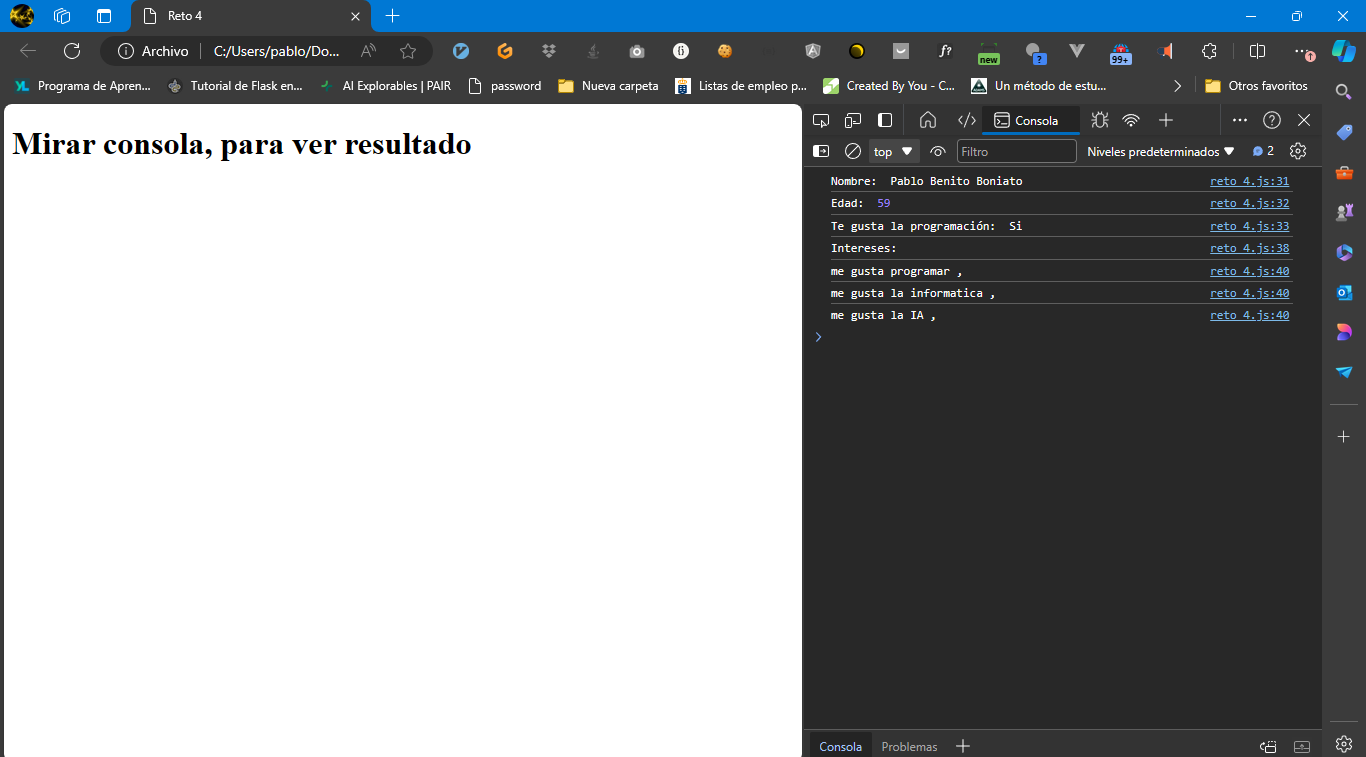 Reto 4
Archivo
C:/Users/pablo/Do...
A
{}
f?
new
?
99+
YL Programa de Apren...
Tutorial de Flask en...
AI Explorables | PAIR
password
Nueva carpeta
Listas de empleo p...
Created By You - C...
Un método de estu...
Otros favoritos
Mirar consola, para ver resultado
Consola
top
Filtro
Niveles predeterminados
2
Nombre: Pablo Benito Boniato reto 4.js:31
Edad: 59 reto 4.js:32
Te gusta la programación: Si reto 4.js:33
Intereses: reto 4.js:38
me gusta programar , reto 4.js:40
me gusta la informatica , reto 4.js:40
me gusta la IA , reto 4.js:40
Consola
Problemas